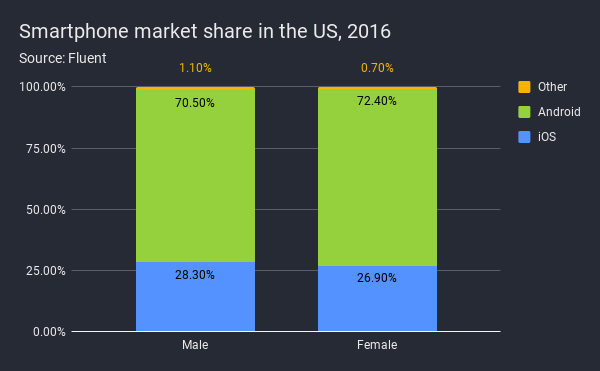 Smartphone market share in the US, 2016
Source: Fluent
1.10%
0.70%
100.00%
70.50%
72.40%
Other
Android
iOS
75.00%
50.00%
25.00%
28.30%
26.90%
0.00%
Male
Female